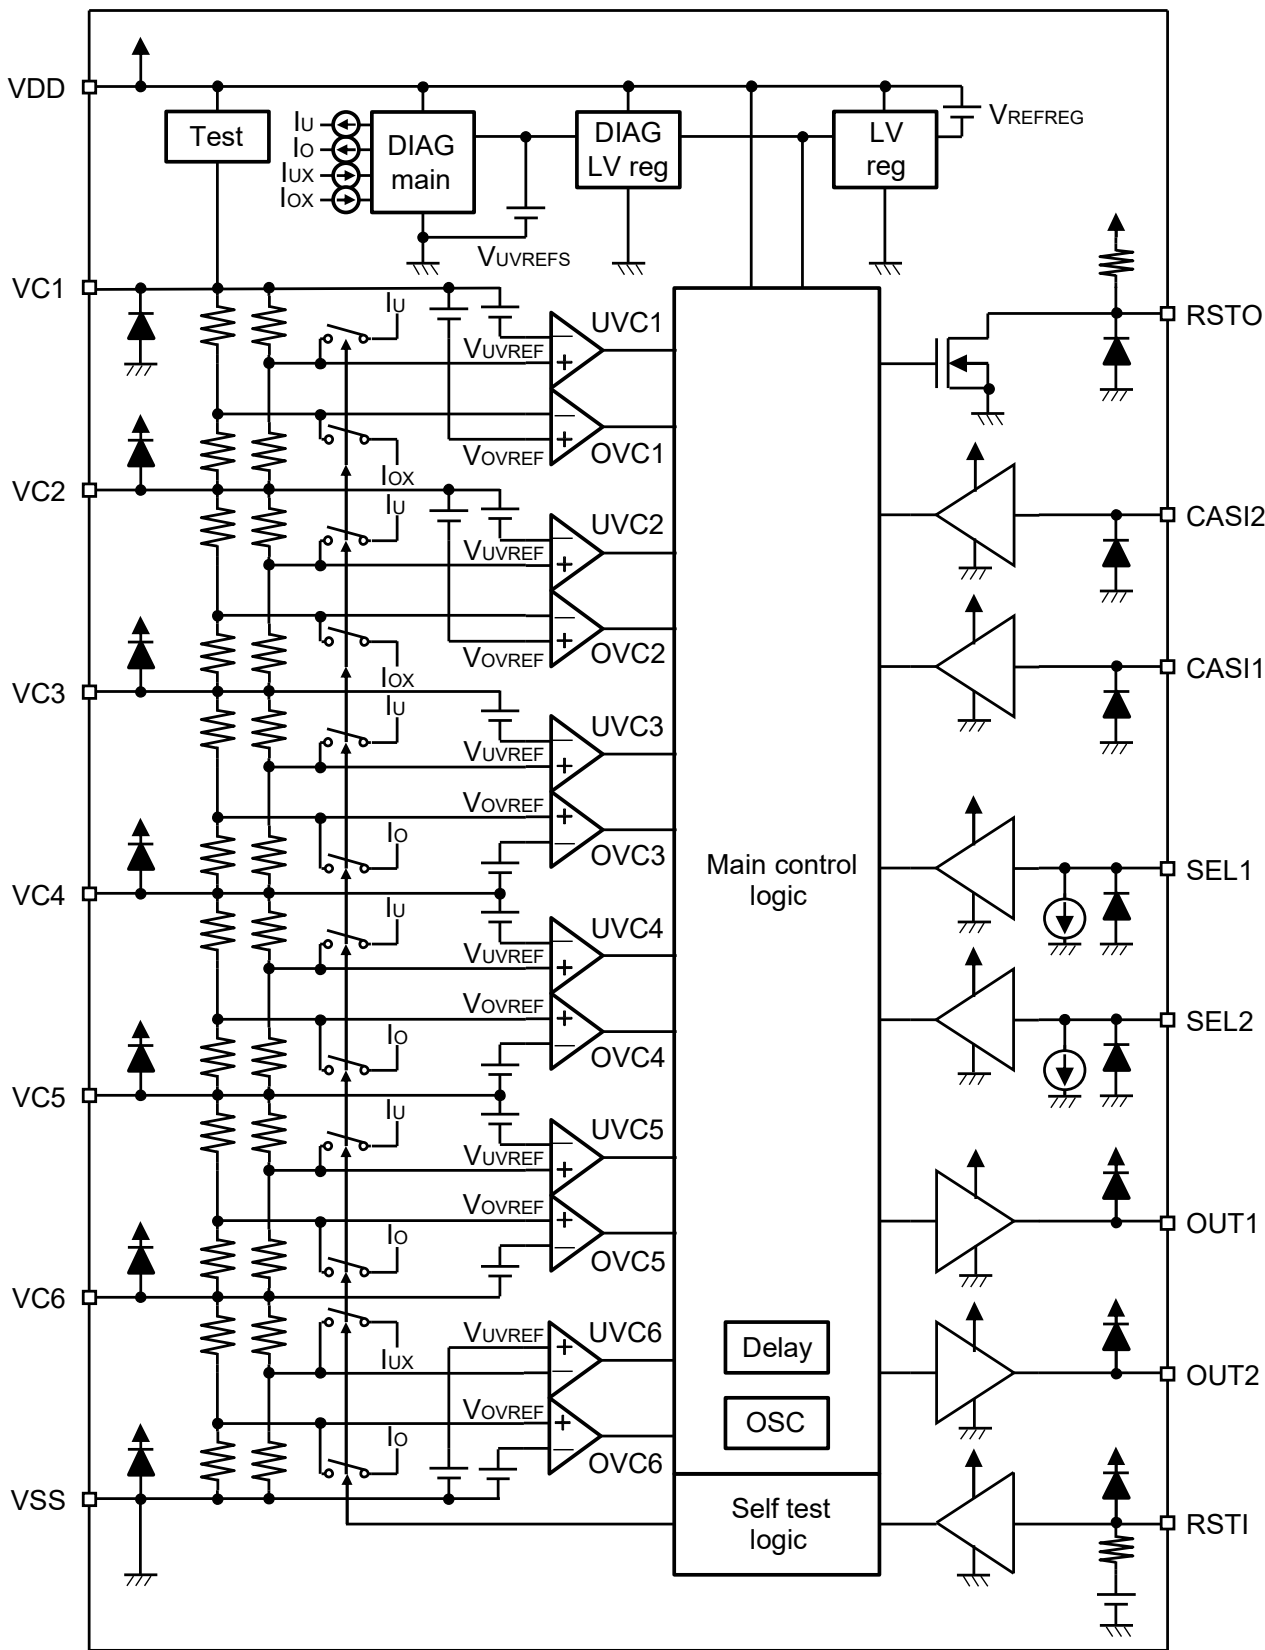 VDD
VREFREG
Test
IU
IO
IUX
IOX
DIAG
main
DIAG
LV reg
LV
reg
VUVREFS
VC1
IU
UVC1
VUVREF
RSTO
VOVREF
OVC1
IOX
VC2
IU
UVC2
VUVREF
CASI2
VOVREF
OVC2
IOX
CASI1
VC3
IU
UVC3
VUVREF
VOVREF
IO
OVC3
Main control
logic
SEL1
VC4
IU
UVC4
VUVREF
VOVREF
SEL2
IO
OVC4
VC5
IU
UVC5
VUVREF
VOVREF
OUT1
IO
OVC5
VC6
VUVREF
UVC6
IUX
Delay
OUT2
VOVREF
OSC
IO
OVC6
VSS
Self test
logic
RSTI